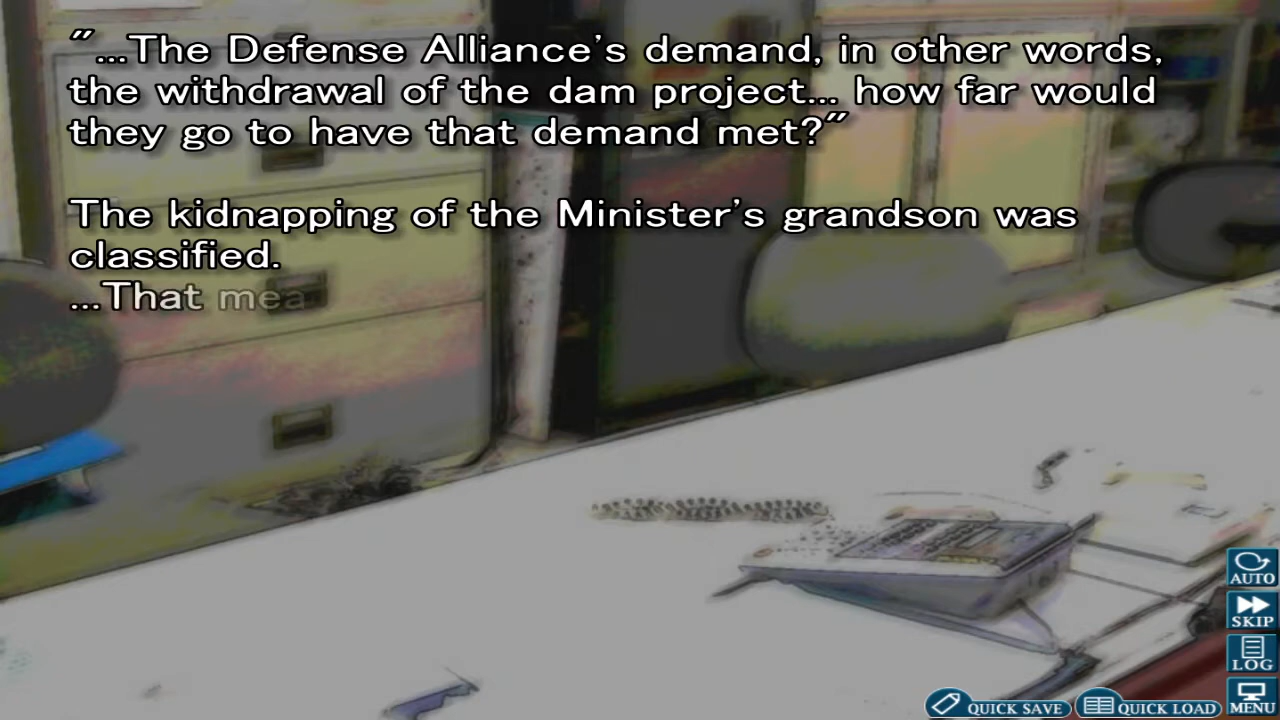 "...The Defense Alliance's demand, in other words,
the withdrawal of the dam project... how far would
they go to have that demand met?"
The kidnapping of the Minister's grandson was
classified.
...That mea
AUTO
SKIP
LOG
MENU
QUICK SAVE
QUICK LOAD